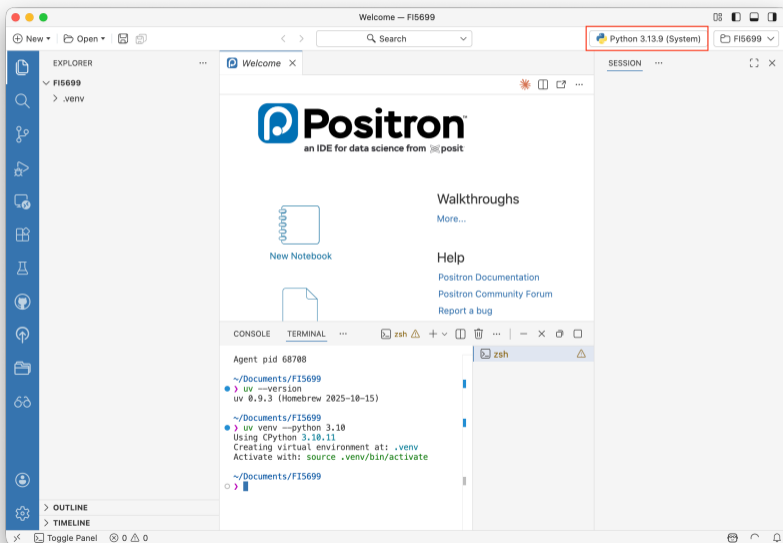 Welcome — FI5699
New
Open
Search
Python 3.13.9 (System)
FI5699
EXPLORER
FI5699
.venv
Welcome
SESSION
Positron™
an IDE for data science from posit
New Notebook
Walkthroughs
More...
Help
Positron Documentation
Positron Community Forum
Report a bug
CONSOLE
TERMINAL
zsh
zsh
Agent pid 68708
~/Documents/FI5699
❯ uv --version
uv 0.9.3 (Homebrew 2025-10-15)
~/Documents/FI5699
❯ uv venv --python 3.10
Using CPython 3.10.11
Creating virtual environment at: .venv
Activate with: source .venv/bin/activate
~/Documents/FI5699
❯
OUTLINE
TIMELINE
Toggle Panel
0
0